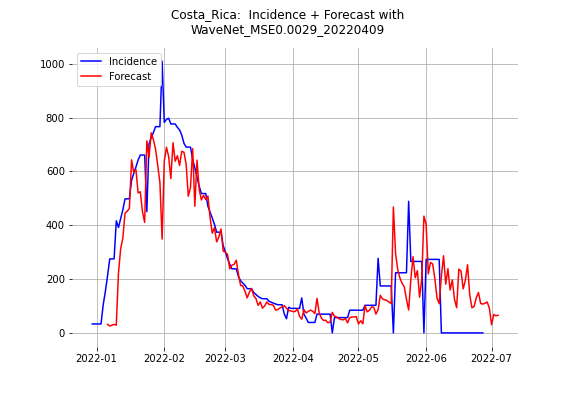 Costa_Rica:  Incidence + Forecast with
WaveNet_MSE0.0029_20220409
Incidence
Forecast
1000
800
600
400
200
0
2022-01 2022-02 2022-03 2022-04 2022-05 2022-06 2022-07